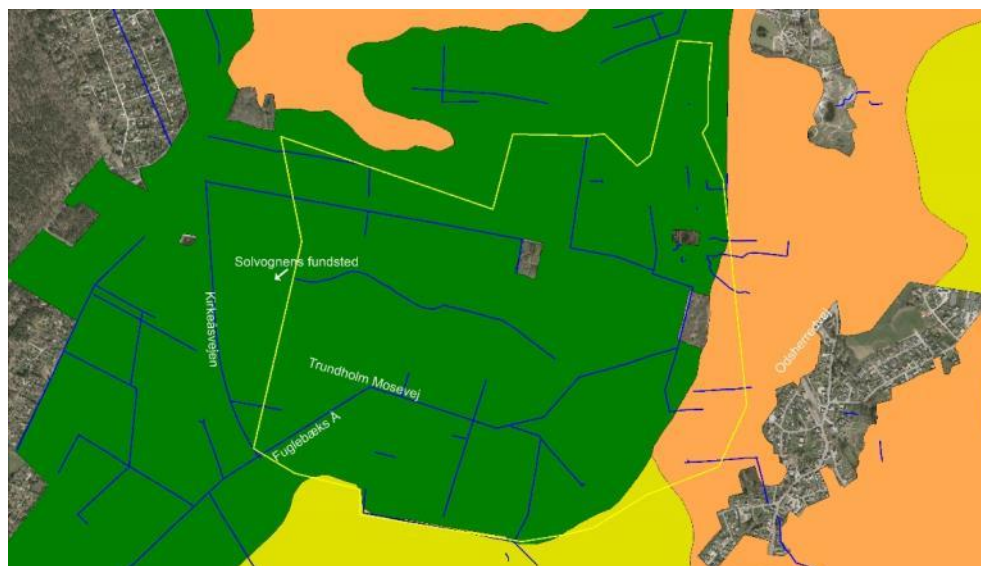 Solvognens fundsted
Kirkeåsvejen
Trundholm Mosevej
Fuglebæks A
Odsherredvej